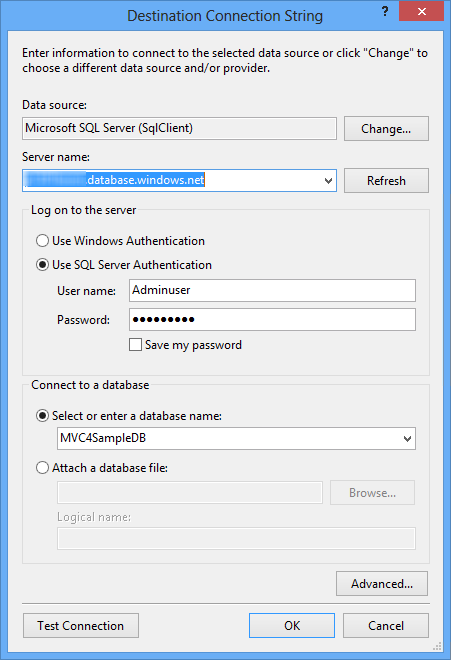 Destination Connection String
?
Enter information to connect to the selected data source or click "Change" to
choose a different data source and/or provider.
Data source:
Microsoft SQL Server (SqlClient)
Change...
Server name:
.database.windows.net
Refresh
Log on to the server
Use Windows Authentication
Use SQL Server Authentication
User name:
Adminuser
Password:
●●●●●●●●●
Save my password
Connect to a database
Select or enter a database name:
MVC4SampleDB
Attach a database file:
Browse...
Logical name:
Advanced...
Test Connection
OK
Cancel